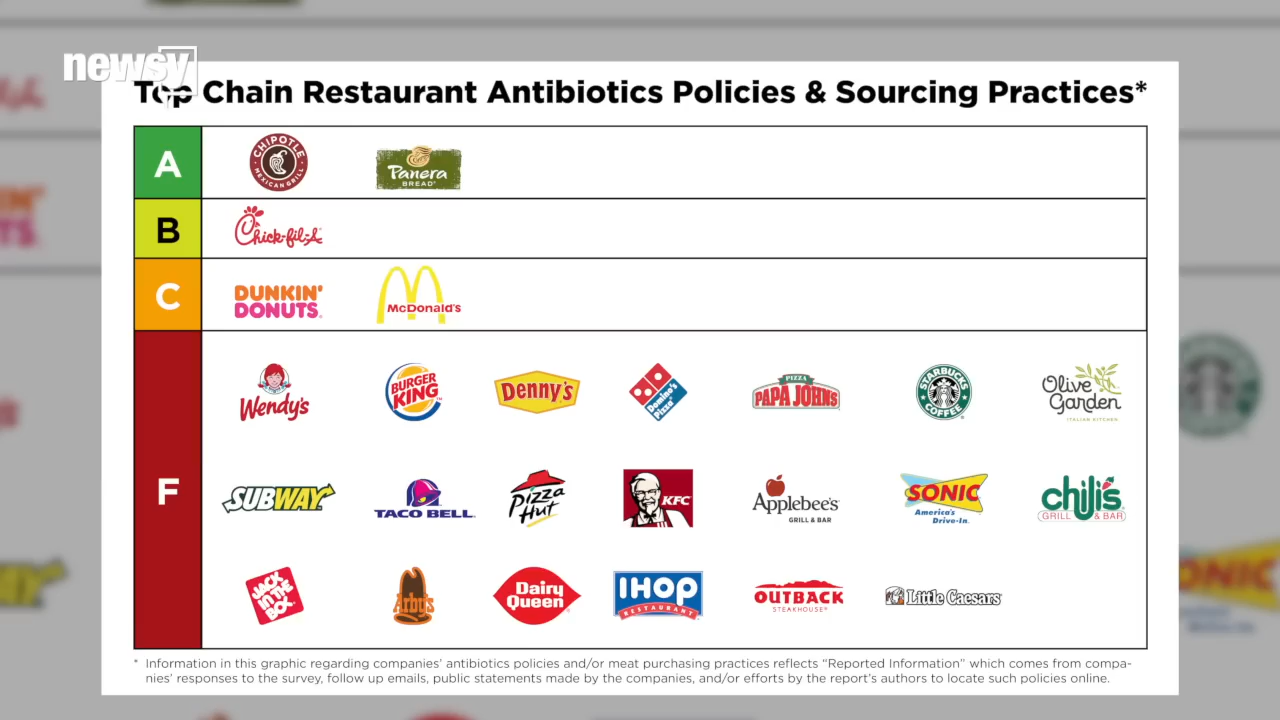 newsy
Top Chain Restaurant Antibiotics Policies & Sourcing Practices*
A
CHIPOTLE
MEXICAN GRILL
Panera
BREAD®
B
Chick-fil-A
C
DUNKIN'
DONUTS
McDonald's
F
Wendy's
BURGER
KING
Denny's
Domino's
Pizza
PIZZA
PAPA JOHNS
STARBUCKS
COFFEE
Olive
Garden
ITALIAN KITCHEN
SUBWAY
TACO BELL
Pizza
Hut
KFC
Applebee's
GRILL & BAR
SONIC
America's
Drive-In
chili's
GRILL & BAR
JACK
IN THE
BOX
Arby's
Dairy
Queen
IHOP
RESTAURANT
OUTBACK
STEAKHOUSE®
Little Caesars
* Information in this graphic regarding companies' antibiotics policies and/or meat purchasing practices reflects “Reported Information” which comes from compa-
nies' responses to the survey, follow up emails, public statements made by the companies, and/or efforts by the report's authors to locate such policies online.